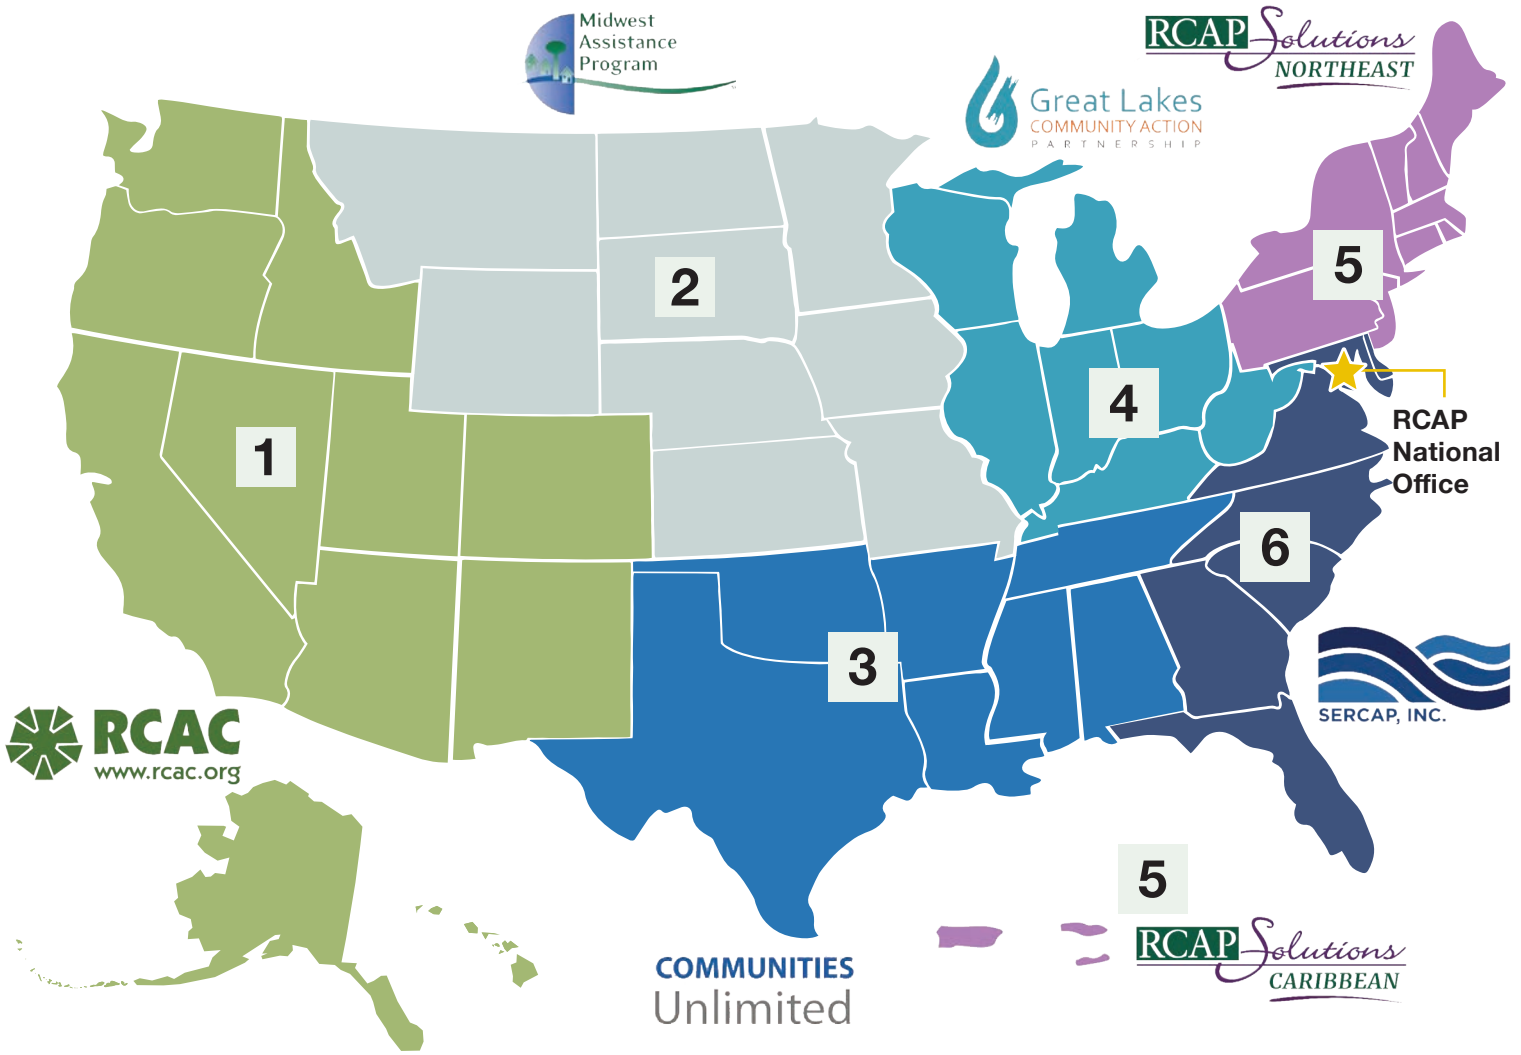 Midwest
Assistance
Program
RCAP Solutions
NORTHEAST
Great Lakes
COMMUNITY ACTION
PARTNERSHIP
5
2
4
1
RCAP
National
Office
6
3
SERCAP, INC.
RCAC
www.rcac.org
5
RCAP Solutions
CARIBBEAN
COMMUNITIES
Unlimited